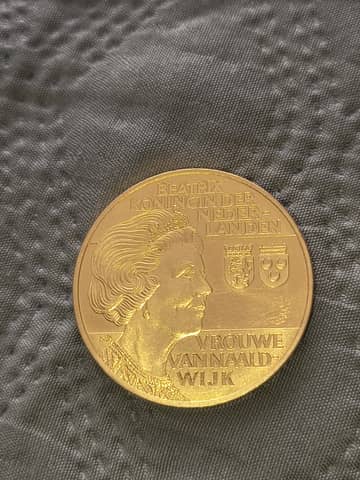 BEATRIX
KONINGIN DER
NEDER-
LANDEN
VROUWE
VAN NAALD-
WIJK